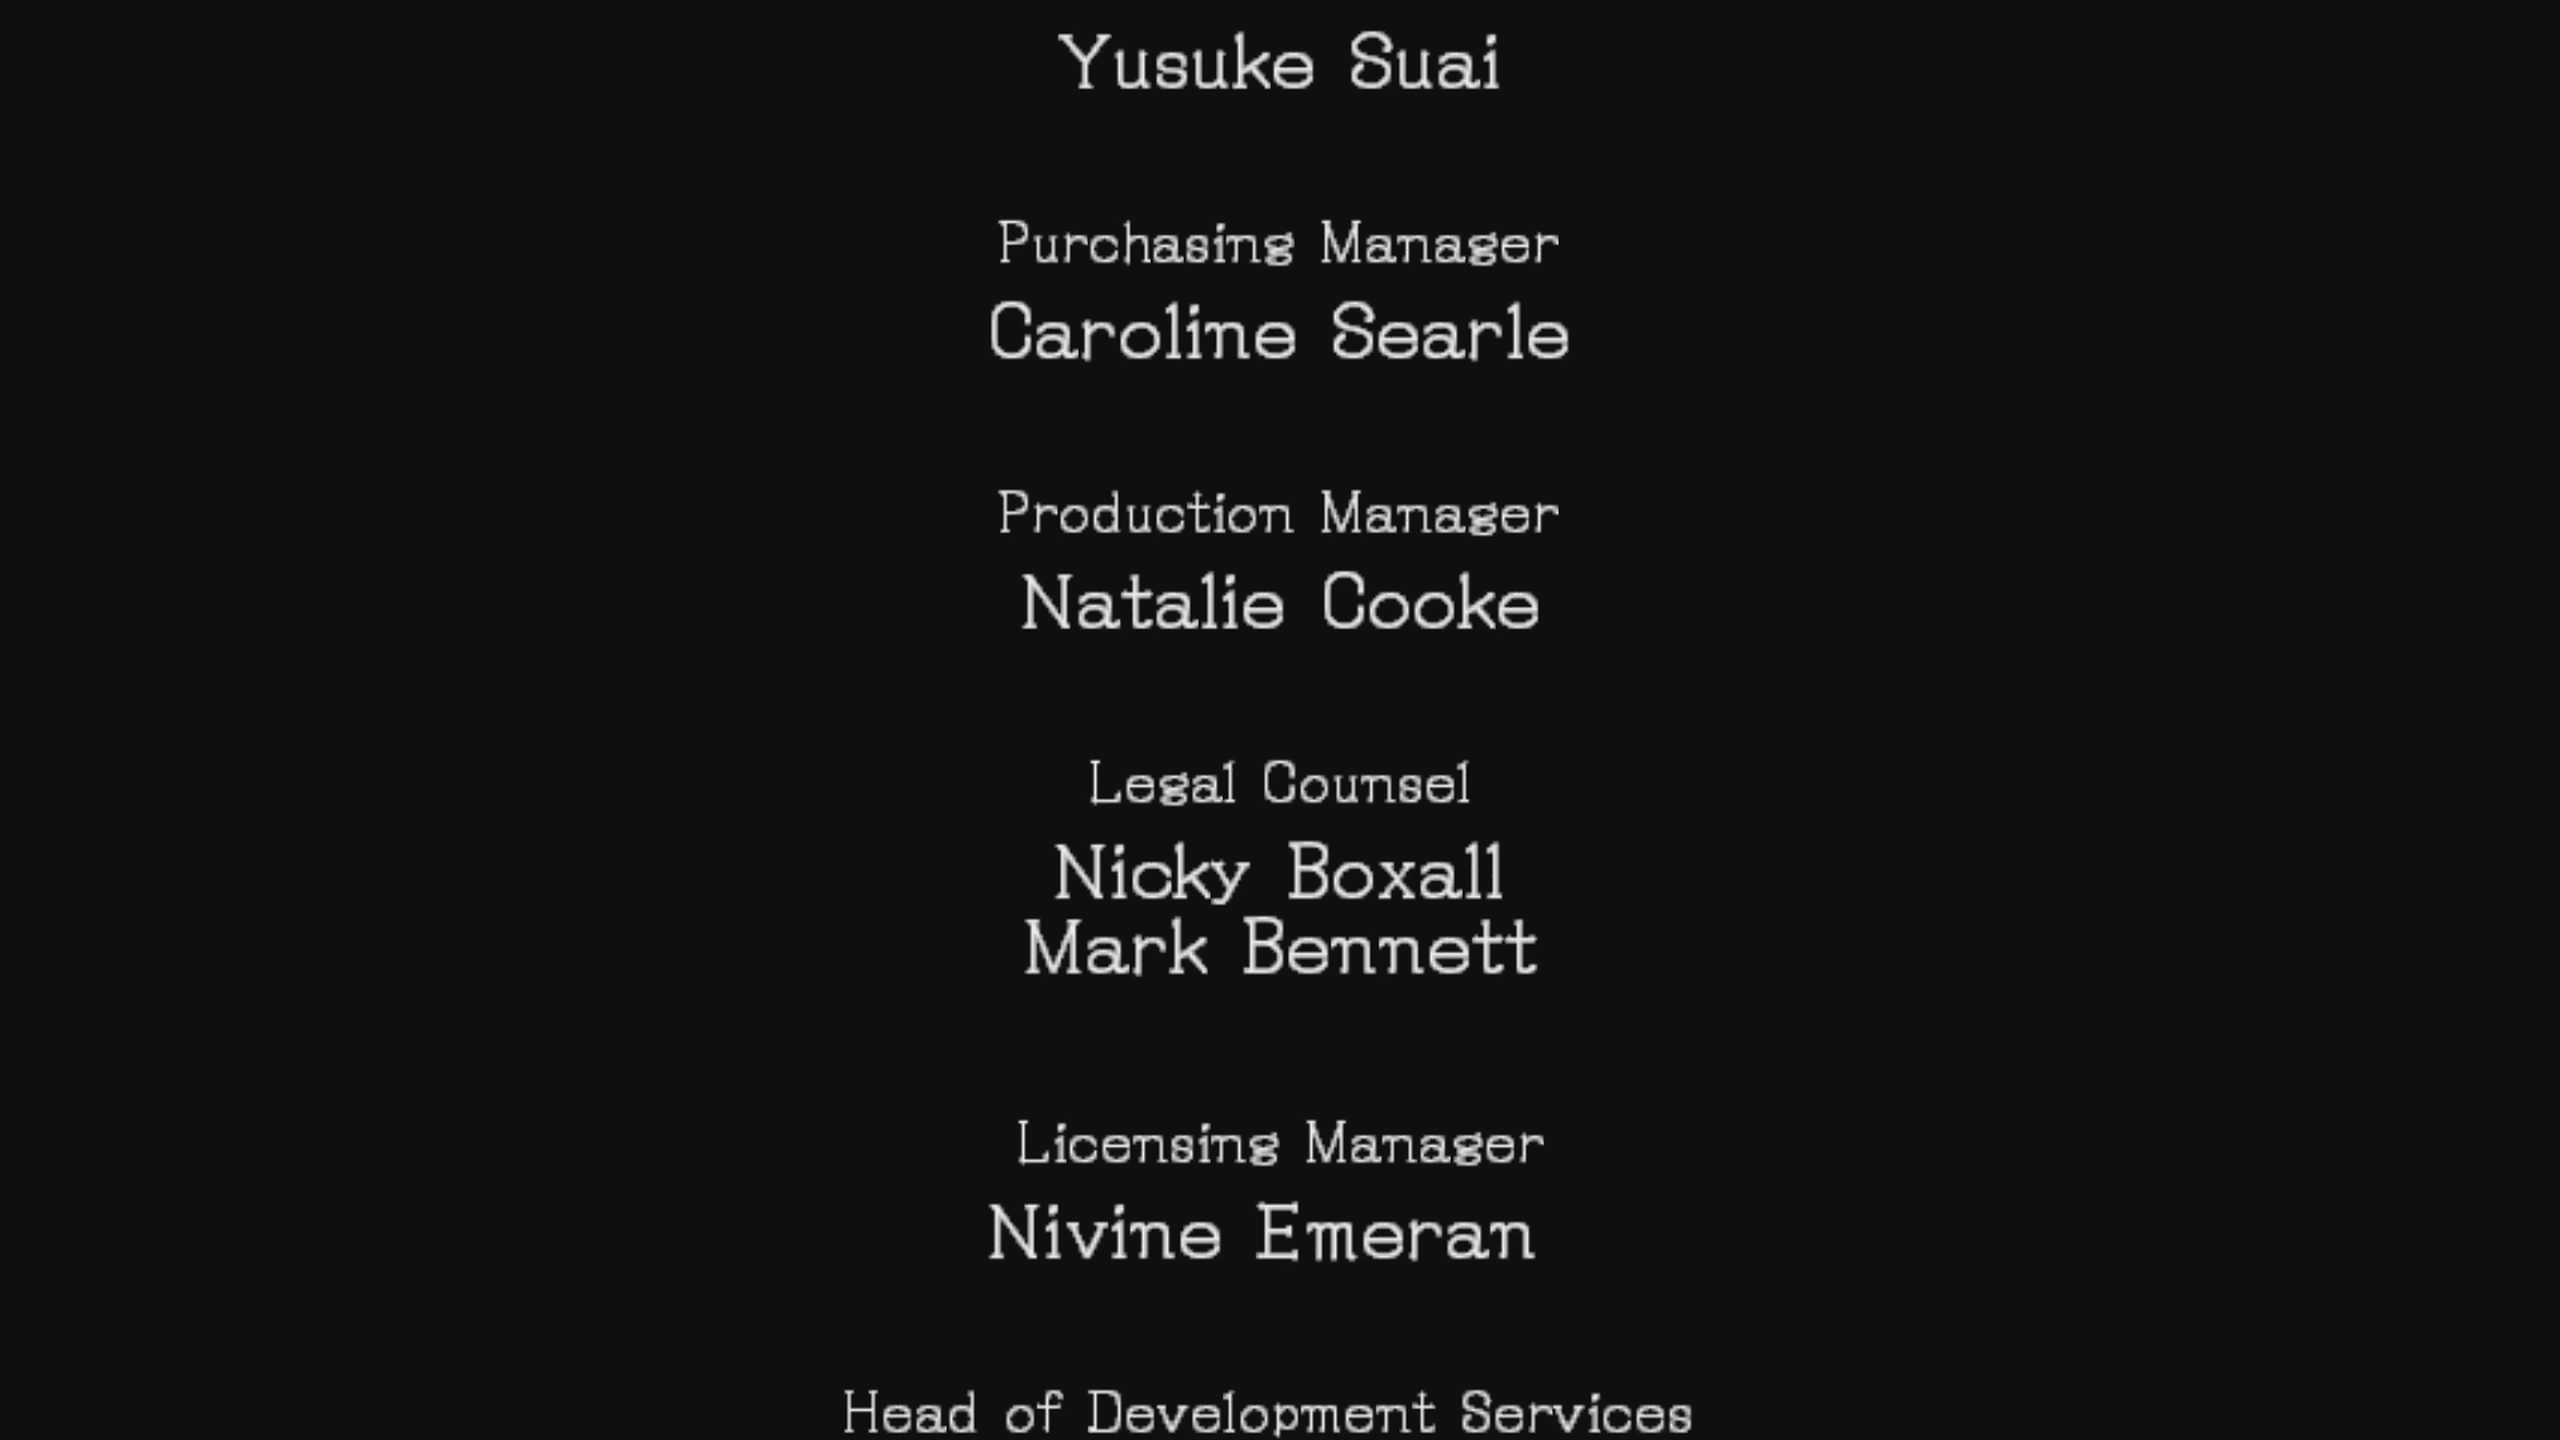 Yusuke Suai
Purchasing Manager
Caroline Searle
Production Manager
Natalie Cooke
Legal Counsel
Nicky Boxall
Mark Bennett
Licensing Manager
Nivine Emeran
Head of Development Services